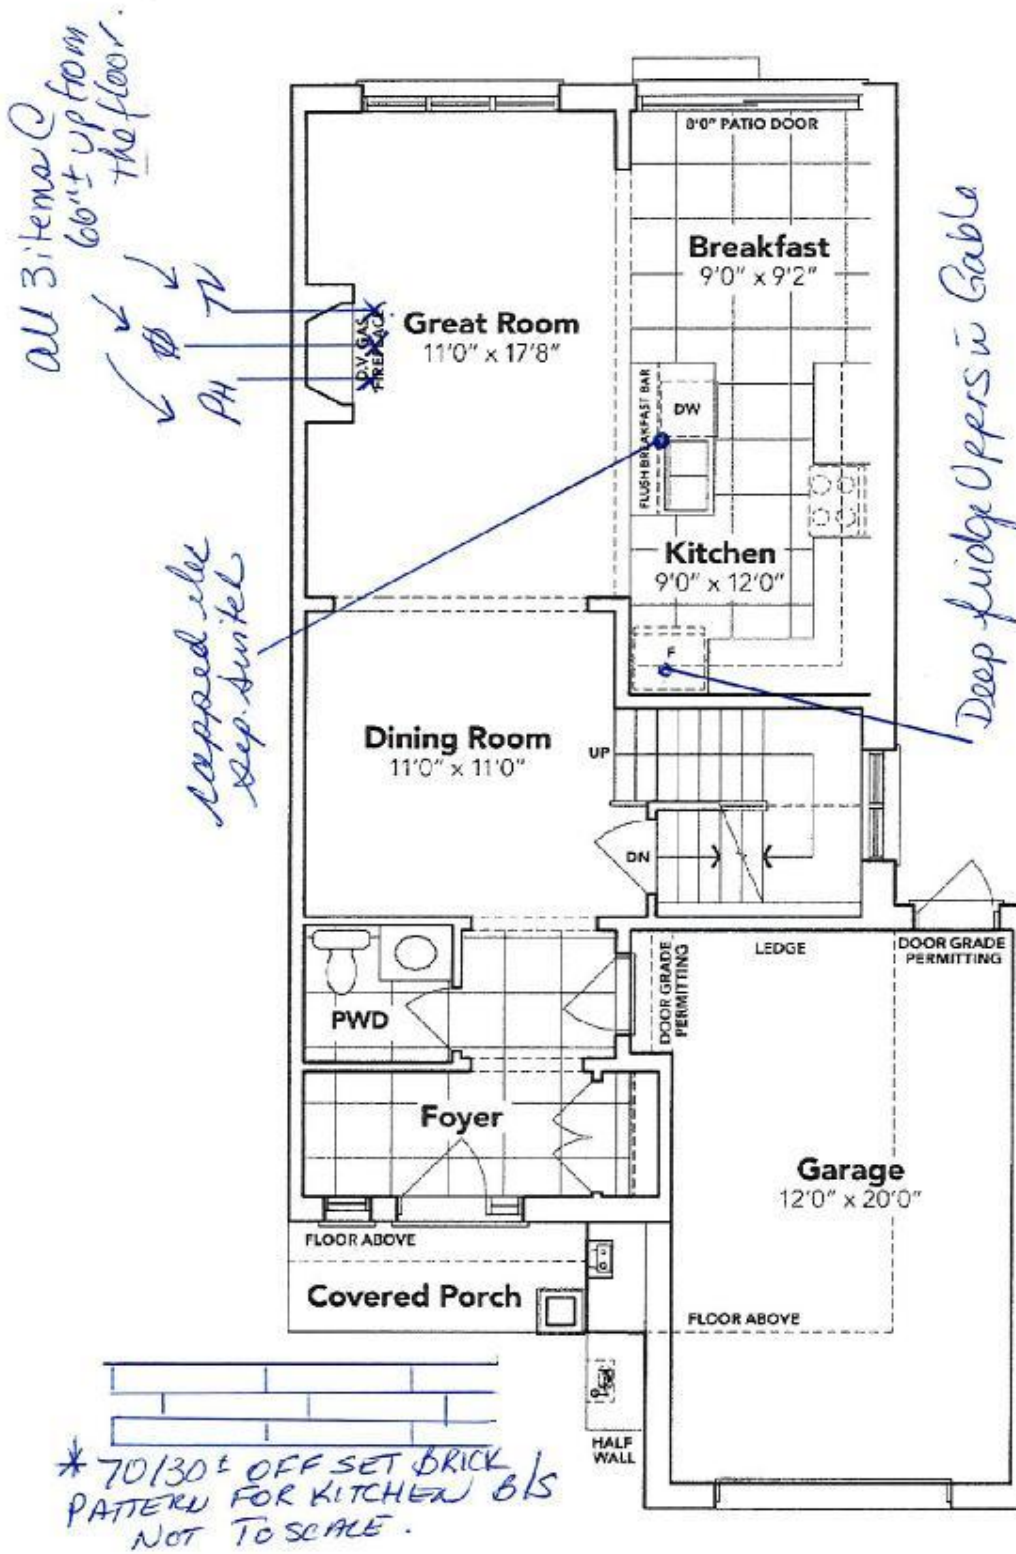 All 3 items @
66"± up from
the floor.
TV
PH
capped elec
sep. switch
Deep fridge Uppers in Gable
8'0" PATIO DOOR
Breakfast
9'0" x 9'2"
Great Room
11'0" x 17'8"
D.V. GAS
FIREPLACE
FLUSH BREAKFAST BAR
DW
Kitchen
9'0" x 12'0"
F
Dining Room
11'0" x 11'0"
UP
DN
LEDGE
DOOR GRADE
PERMITTING
DOOR GRADE
PERMITTING
PWD
Foyer
Garage
12'0" x 20'0"
FLOOR ABOVE
Covered Porch
FLOOR ABOVE
HALF
WALL
* 70/30± OFF SET BRICK
PATTERN FOR KITCHEN B/S
NOT TO SCALE.